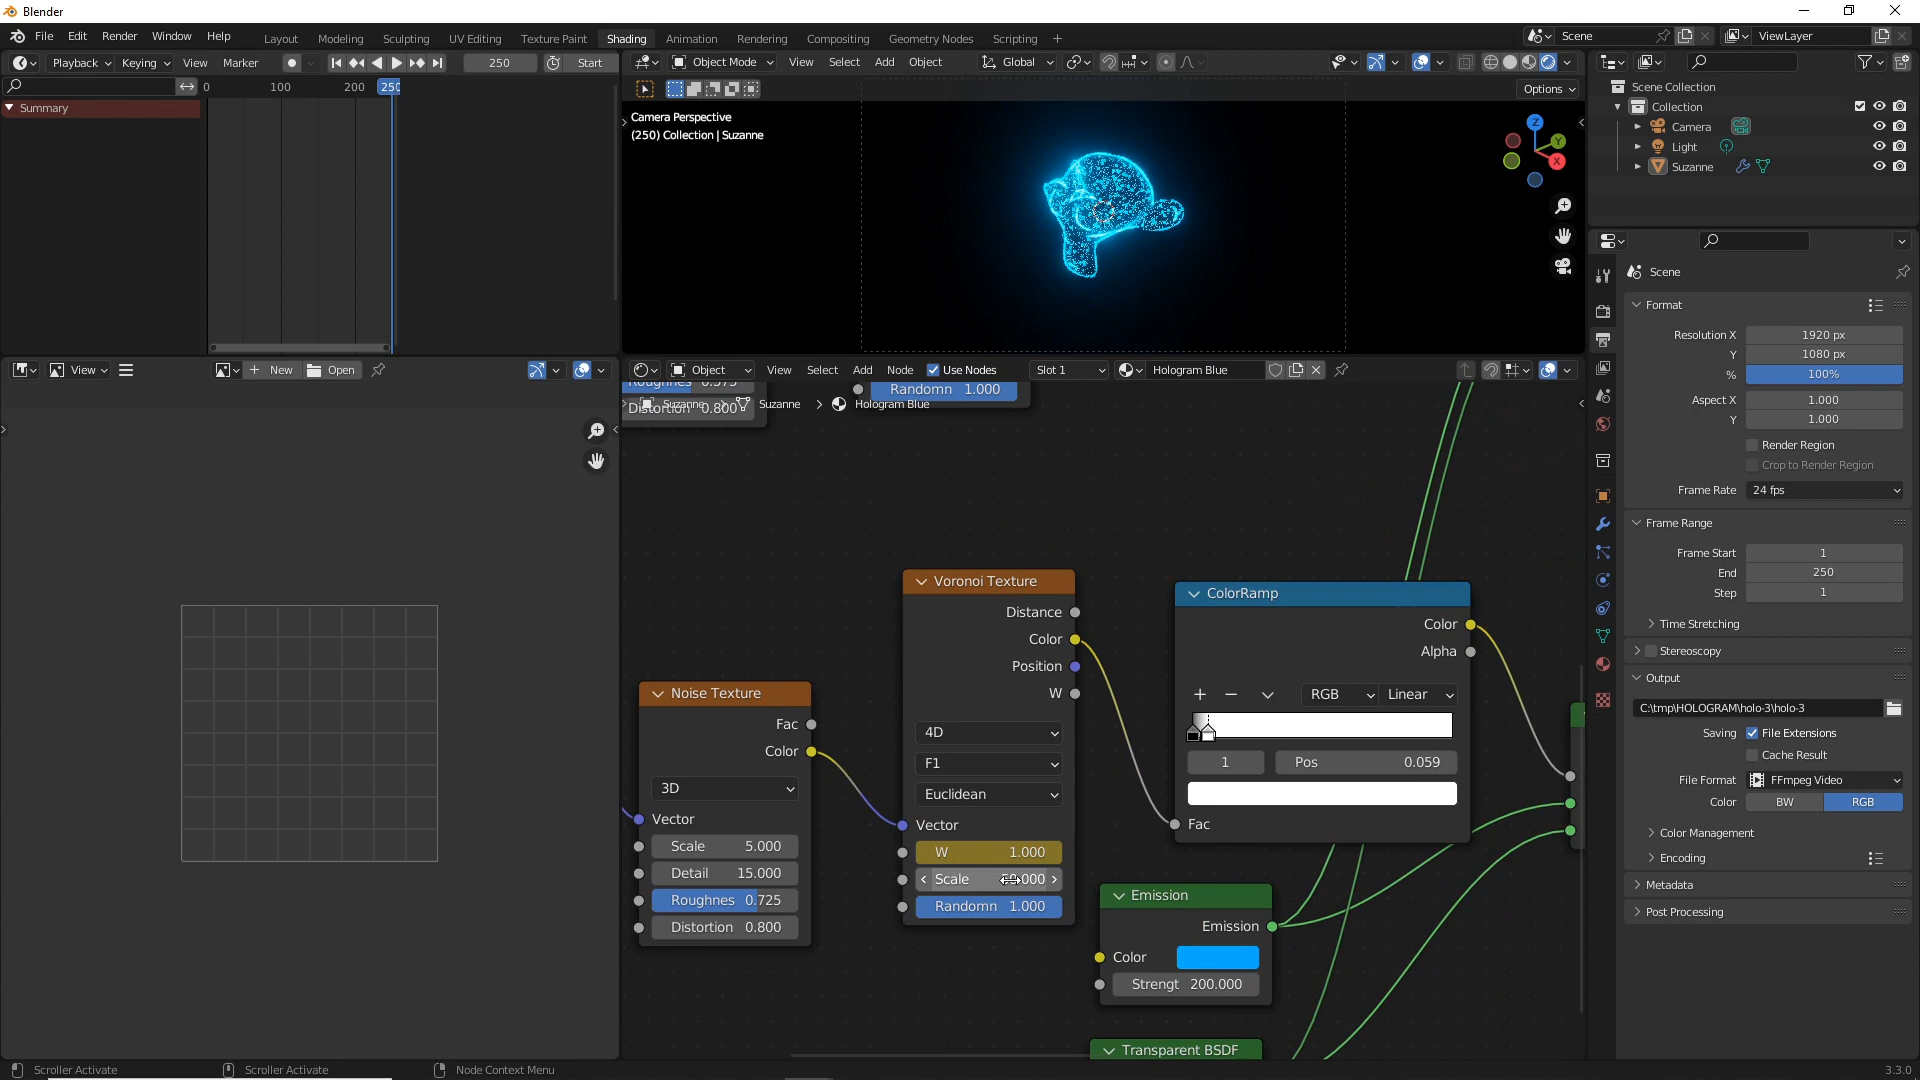 Blender
File Edit Render Window Help Layout Modeling Sculpting UV Editing Texture Paint Shading Animation Rendering Compositing Geometry Nodes Scripting + Scene ViewLayer
Playback Keying View Marker 250 Start
Object Mode View Select Add Object Global
0 100 200 250
Summary
Options
Camera Perspective
(250) Collection | Suzanne
Z Y X
Scene Collection
Collection
Camera
Light
Suzanne
Scene
Format
Resolution X 1920 px
Y 1080 px
% 100%
Aspect X 1.000
Y 1.000
Render Region
Crop to Render Region
Frame Rate 24 fps
Frame Range
Frame Start 1
End 250
Step 1
Time Stretching
Stereoscopy
Output
C:\tmp\HOLOGRAM\holo-3\holo-3
Saving File Extensions
Cache Result
File Format FFmpeg Video
Color BW RGB
Color Management
Encoding
Metadata
Post Processing
View New Open
Object View Select Add Node Use Nodes Slot 1 Hologram Blue
Randomn 1.000
Distortion 0.800
Suzanne > Suzanne > Hologram Blue
Noise Texture
Fac
Color
3D
Vector
Scale 5.000
Detail 15.000
Roughnes 0.725
Distortion 0.800
Voronoi Texture
Distance
Color
Position
W
4D
F1
Euclidean
Vector
W 1.000
Scale
Randomn 1.000
ColorRamp
Color
Alpha
+ − RGB Linear
1 Pos 0.059
Fac
Emission
Emission
Color
Strengt 200.000
Transparent BSDF
Scroller Activate Scroller Activate Node Context Menu 3.3.0